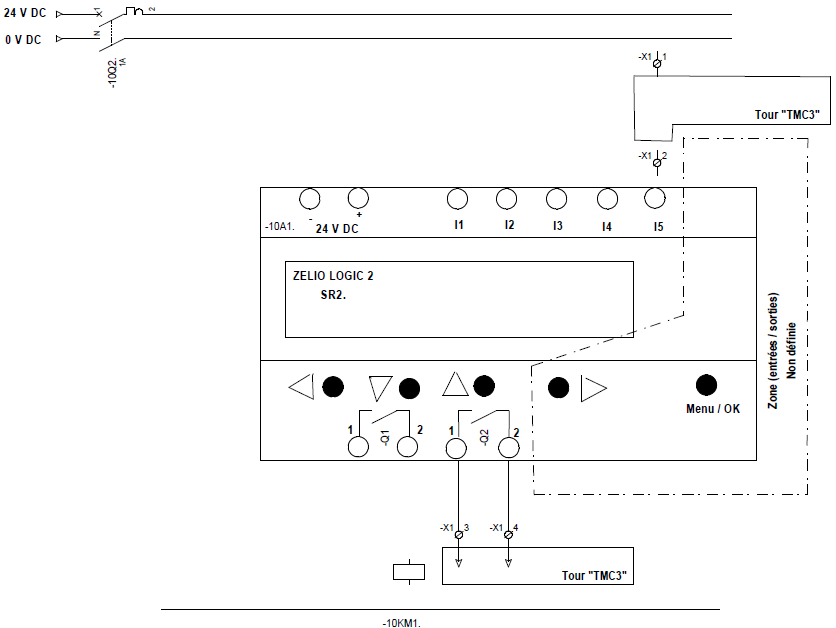 24 V DC
1
2
0 V DC
N
-10Q2.
1A
-X1 1
Tour "TMC3"
-X1 2
-10A1.
- +
24 V DC
I1 I2 I3 I4 I5
ZELIO LOGIC 2
SR2.
Zone (entrées / sorties)
Non définie
Menu / OK
1 -Q1 2
1 -Q2 2
-X1 3
-X1 4
Tour "TMC3"
-10KM1.